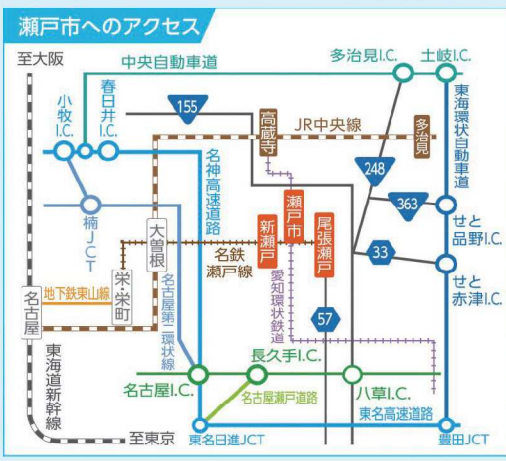 瀬戸市へのアクセス
至大阪
中央自動車道
多治見I.C.
土岐I.C.
小牧I.C.
春日井I.C.
155
高蔵寺
JR中央線
多治見
東海環状自動車道
名神高速道路
248
363
せと品野I.C.
楠JCT
大曽根
新瀬戸
瀬戸市
尾張瀬戸
33
せと赤津I.C.
名鉄瀬戸線
栄・栄町
地下鉄東山線
名古屋
名古屋第二環状線
愛知環状鉄道
57
東海道新幹線
長久手I.C.
名古屋I.C.
名古屋瀬戸道路
八草I.C.
東名高速道路
至東京
東名日進JCT
豊田JCT